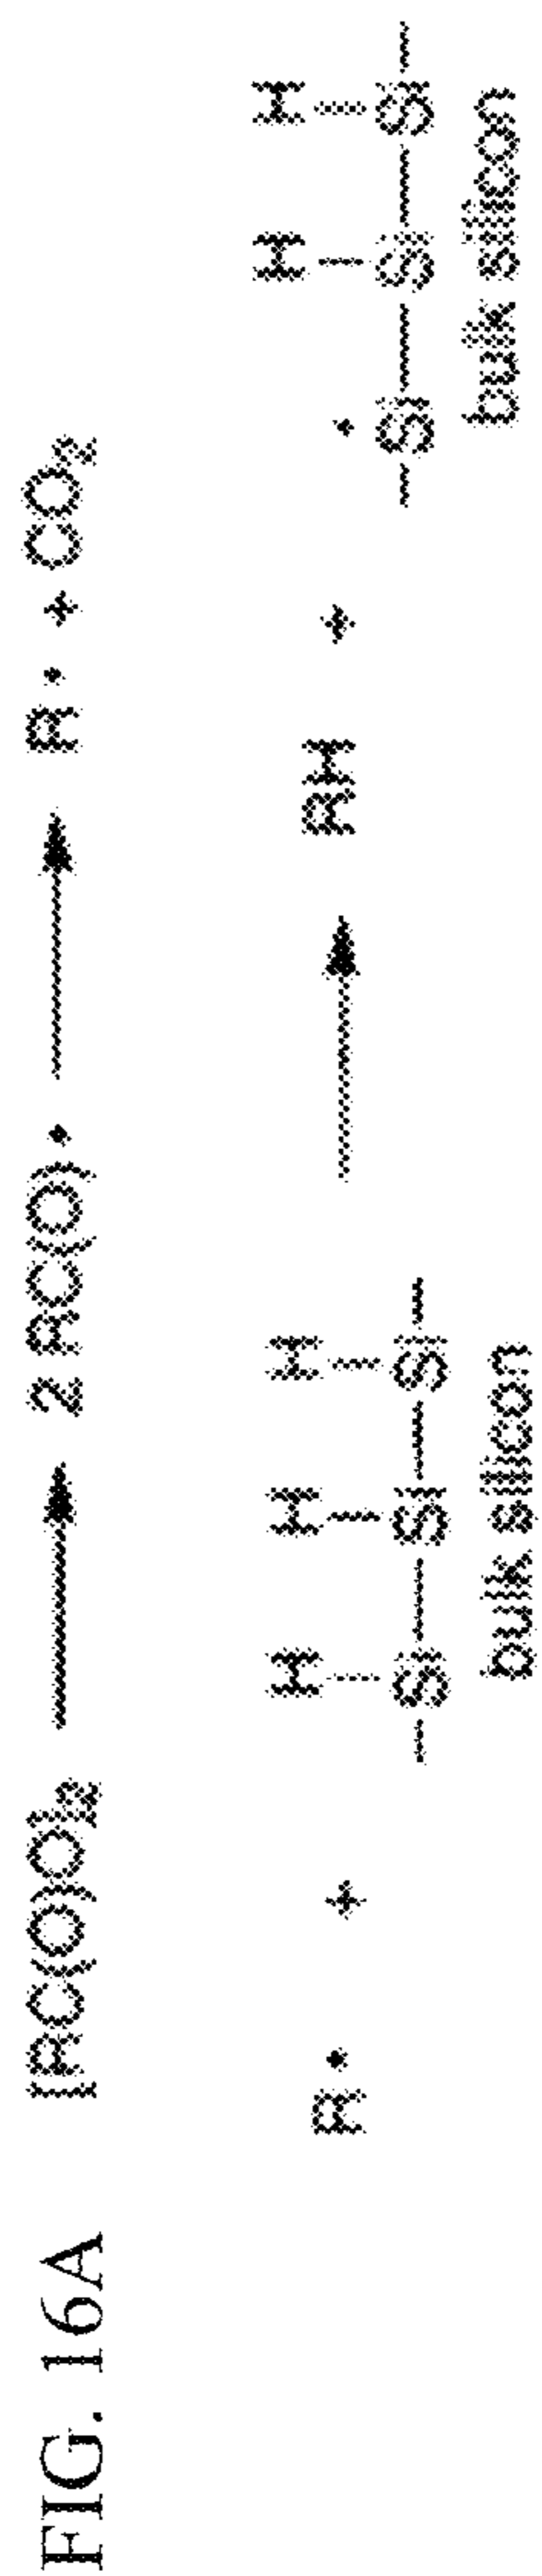 FIG. 16A
[RC(O)O]₂ → 2 RC(O)• → R• + CO₂
H H H H H
R• + –Si–Si–Si– → RH + –Si–Si–Si–
bulk silicon bulk silicon